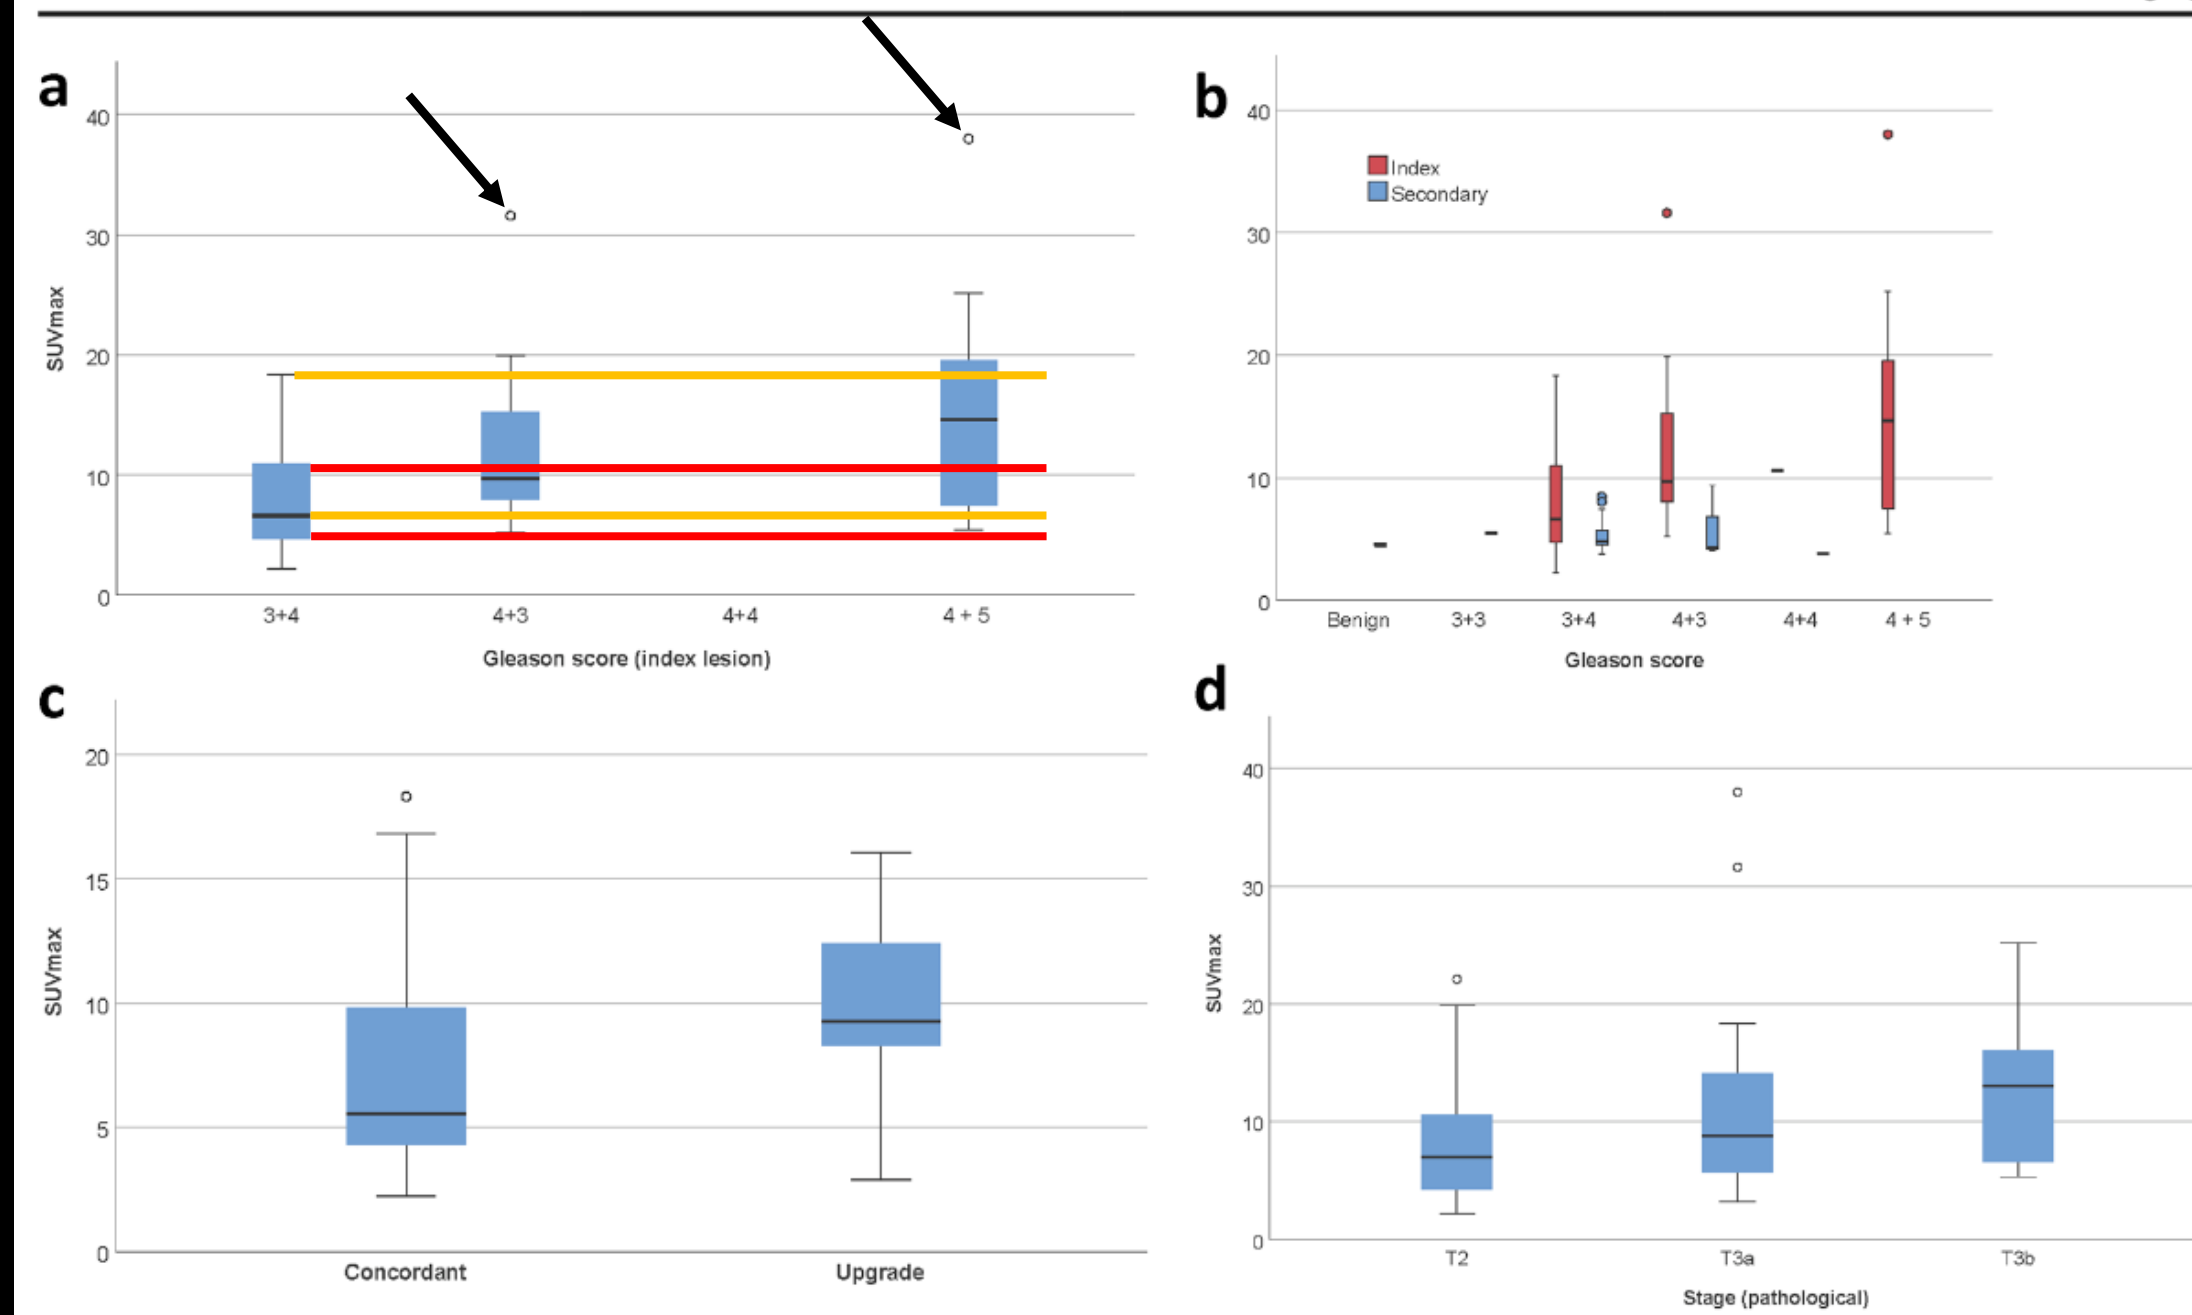 a
40
30
20
10
0
SUVmax
3+4 4+3 4+4 4 + 5
Gleason score (index lesion)
b
40
30
20
10
0
Index
Secondary
Benign 3+3 3+4 4+3 4+4 4 + 5
Gleason score
c
20
15
10
5
0
SUVmax
Concordant Upgrade
d
40
30
20
10
0
SUVmax
T2 T3a T3b
Stage (pathological)